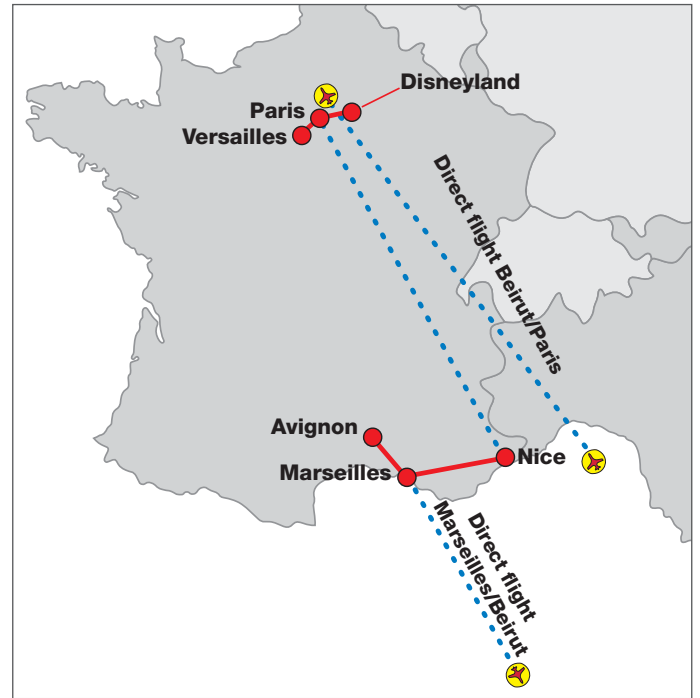 Disneyland
Paris
Versailles
Direct flight Beirut/Paris
Avignon
Marseilles
Nice
Direct flight
Marseilles/Beirut